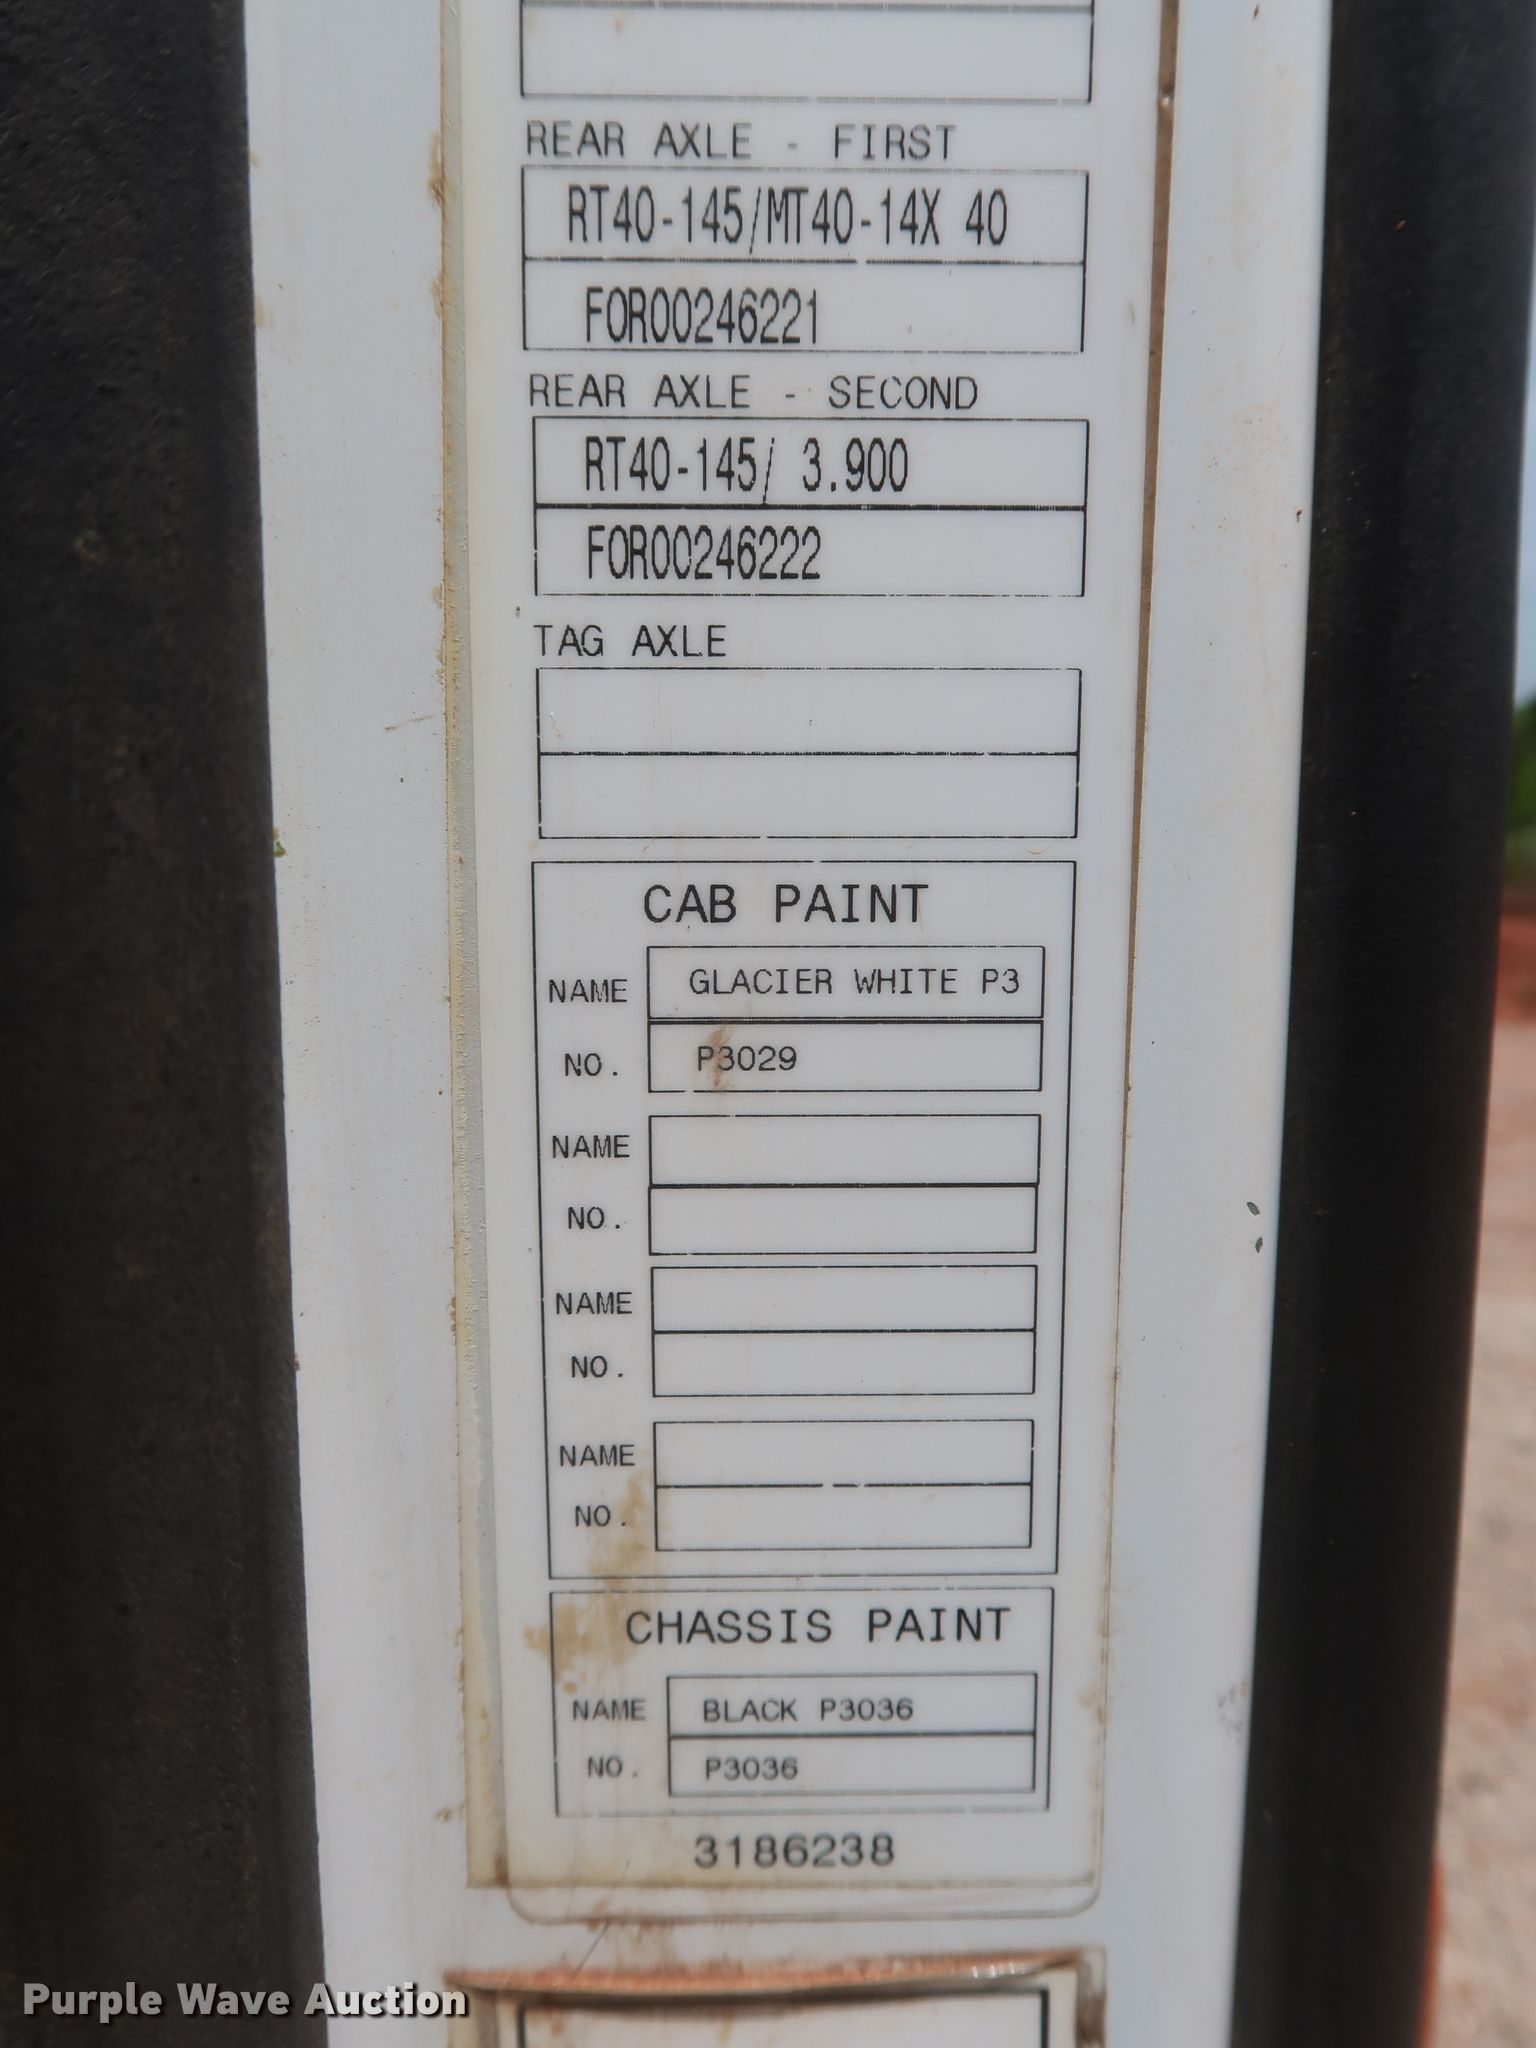 REAR AXLE - FIRST
RT40-145/MT40-14X 40
FOR00246221
REAR AXLE - SECOND
RT40-145/ 3.900
FOR00246222
TAG AXLE
CAB PAINT
NAME GLACIER WHITE P3
NO. P3029
NAME
NO.
NAME
NO.
NAME
NO.
CHASSIS PAINT
NAME BLACK P3036
NO. P3036
3186238
Purple Wave Auction